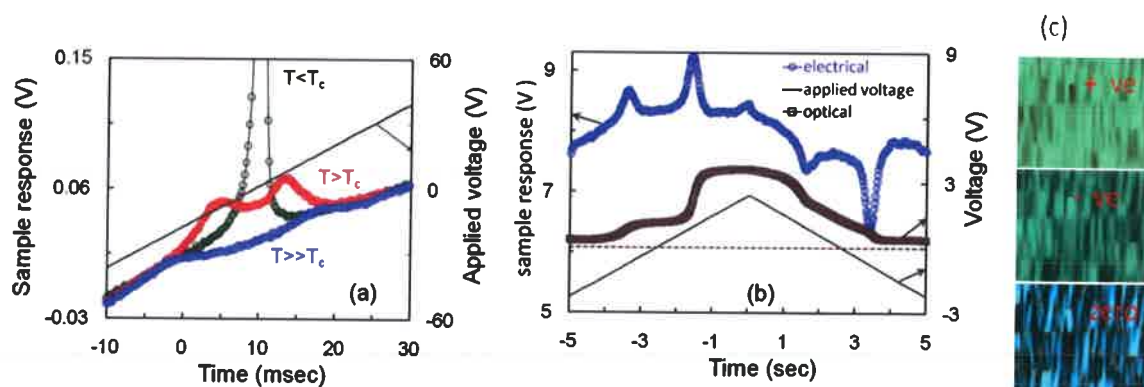 (c)
0.15
0.06
-0.03
Sample response (V)
60
0
-60
Applied voltage (V)
T<Tc
T>Tc
T>>Tc
(a)
-10 0 10 20 30
Time (msec)
9
7
5
sample response (V)
9
3
-3
Voltage (V)
electrical
applied voltage
optical
(b)
-5 -3 -1 1 3 5
Time (sec)
+ ve
- ve
zero